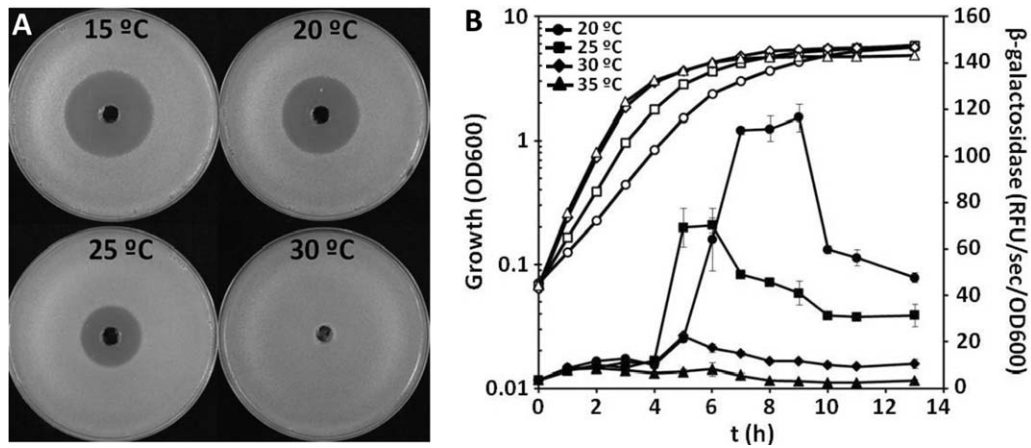 A
15 ºC
20 ºC
25 ºC
30 ºC
B
10
1
0.1
0.01
Growth (OD600)
20 ºC
25 ºC
30 ºC
35 ºC
160
140
120
100
80
60
40
20
0
β-galactosidase (RFU/sec/OD600)
0 2 4 6 8 10 12 14
t (h)